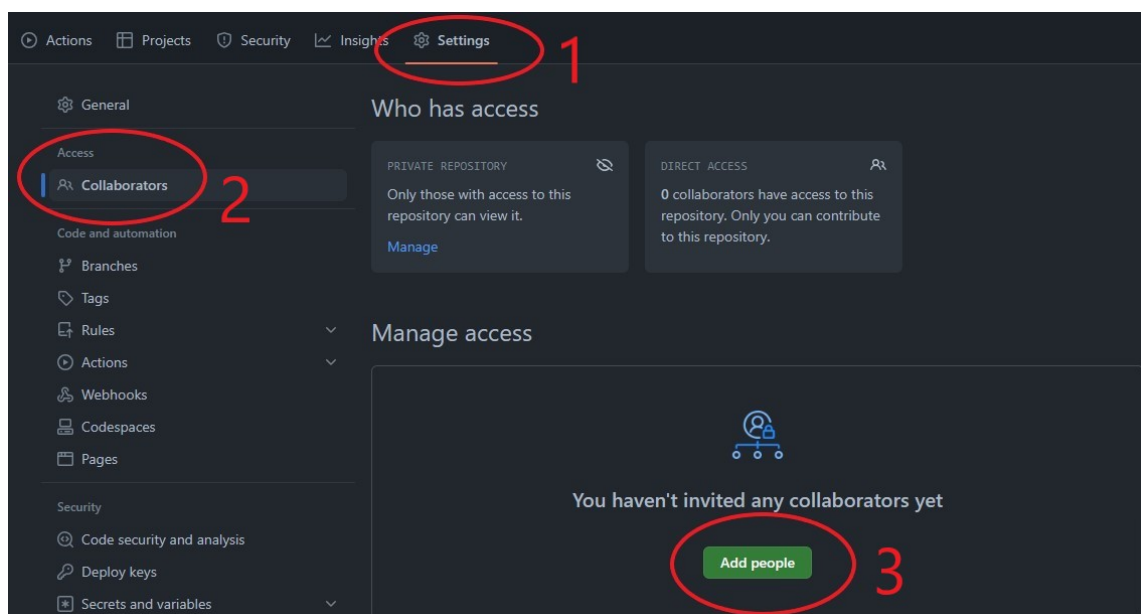 Actions Projects Security Insights Settings 1
General
Access
Collaborators 2
Code and automation
Branches
Tags
Rules
Actions
Webhooks
Codespaces
Pages
Security
Code security and analysis
Deploy keys
Secrets and variables
Who has access
PRIVATE REPOSITORY
Only those with access to this
repository can view it.
Manage
DIRECT ACCESS
0 collaborators have access to this
repository. Only you can contribute
to this repository.
Manage access
You haven't invited any collaborators yet
Add people 3